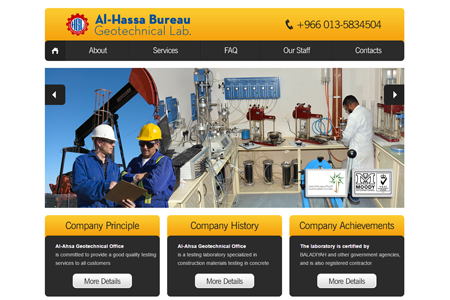 Al-Hassa Bureau
Geotechnical Lab.
+966 013-5834504
About Services FAQ Our Staff Contacts
MOODY
Company Principle
Al-Ahsa Geotechnical Office
is committed to provide a good quality testing
services to all customers
More Details
Company History
Al-Ahsa Geotechnical Office
is a testing laboratory specialized in
construction materials testing in concrete
More Details
Company Achievements
The laboratory is certified by
BALADIYAH and other government agencies,
and is also registered contractor
More Details